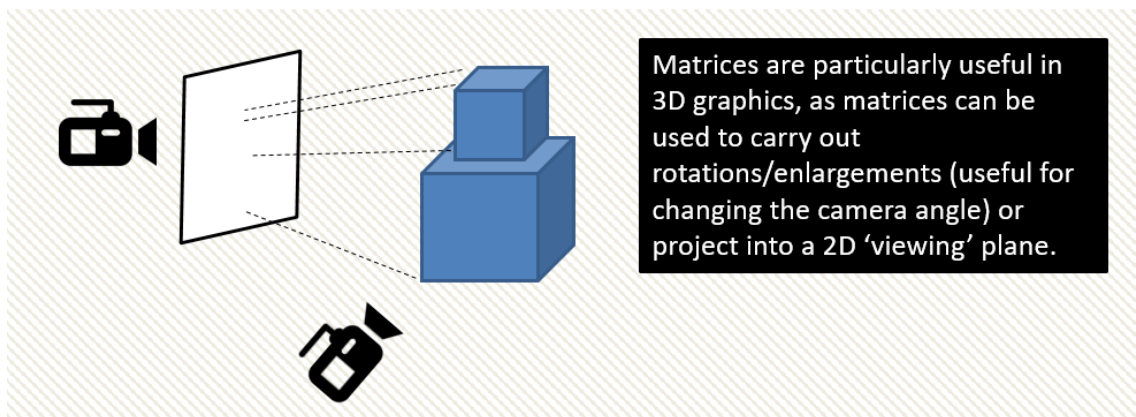 Matrices are particularly useful in
3D graphics, as matrices can be
used to carry out
rotations/enlargements (useful for
changing the camera angle) or
project into a 2D ‘viewing’ plane.